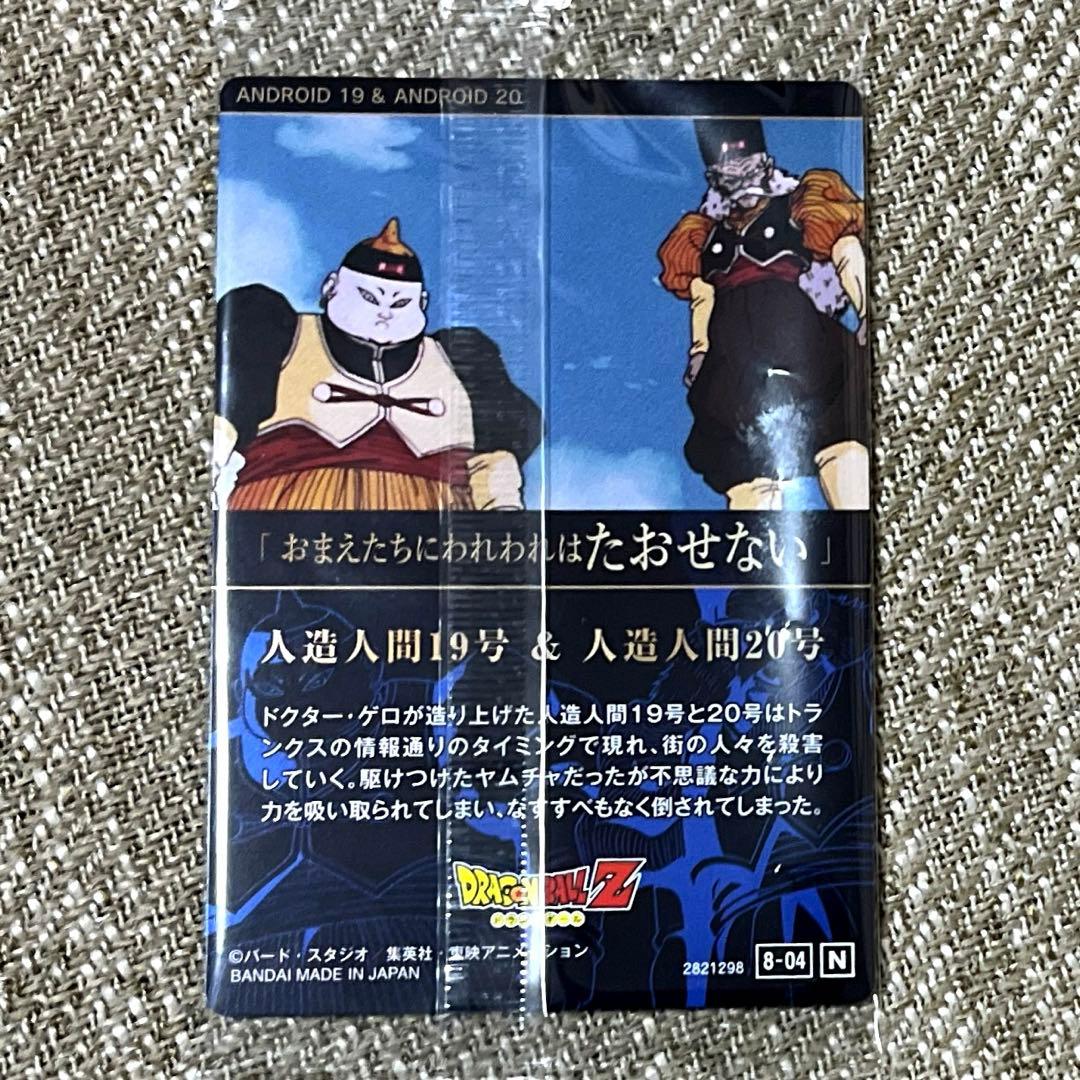 ANDROID 19 & ANDROID 20
「おまえたちにわれわれはたおせない」
人造人間19号 & 人造人間20号
ドクター・ゲロが造り上げた人造人間19号と20号はトラ
ンクスの情報通りのタイミングで現れ、街の人々を殺害
していく。駆けつけたヤムチャだったが不思議な力により
力を吸い取られてしまい、なすすべもなく倒されてしまった。
DRAGON BALL Z
ドラゴンボール
©バード・スタジオ 集英社・東映アニメーション
BANDAI MADE IN JAPAN
2821298 8-04 N